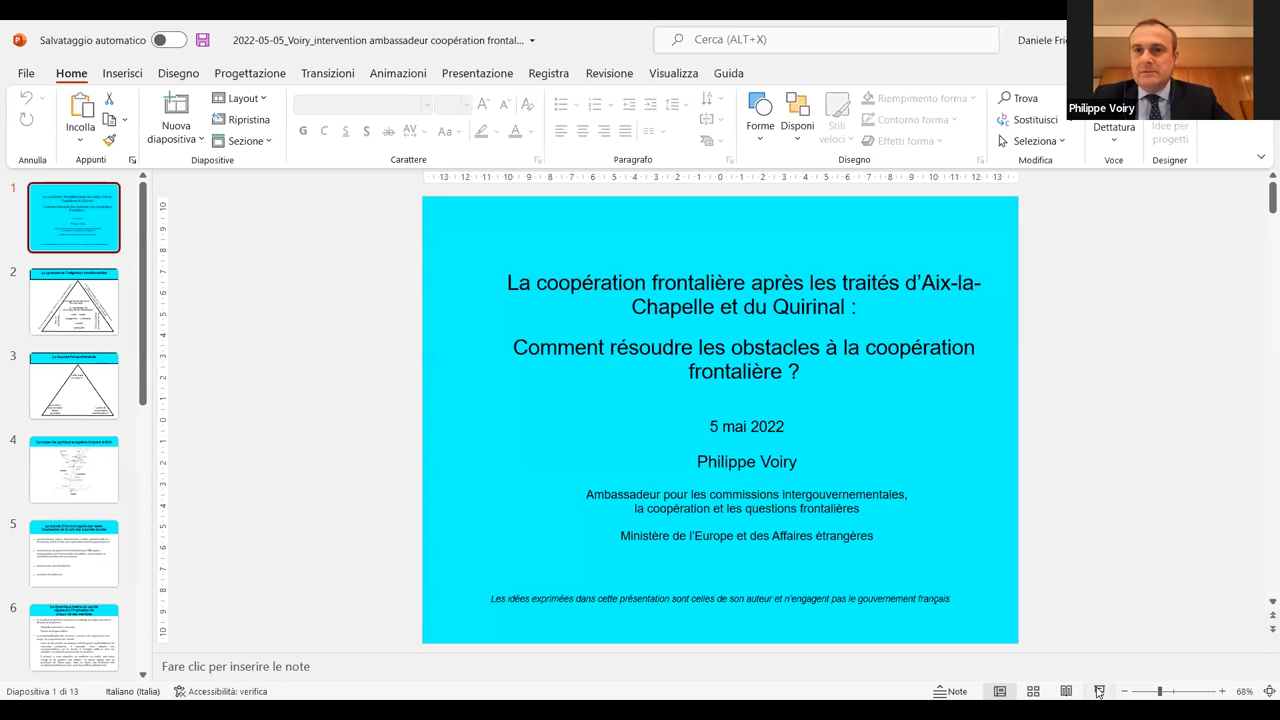 Salvataggio automatico
2022-05-05_Voiry_intervention ambassadeur coopération frontal...
Cerca (ALT+X)
Daniele
Philippe Voiry
File Home Inserisci Disegno Progettazione Transizioni Animazioni Presentazione Registra Revisione Visualizza Guida
Incolla
Nuova
diapositiva
Layout
Ripristina
Sezione
Forme
Disponi
Stili
veloci
Riempimento forma
Contorno forma
Effetti forma
Trova
Sostituisci
Seleziona
Dettatura
Idee per
progetti
Annulla
Appunti
Diapositive
Carattere
Paragrafo
Disegno
Modifica
Voce
Designer
1
2
3
4
5
6
La coopération frontalière après les traités d’Aix-la-
Chapelle et du Quirinal :
Comment résoudre les obstacles à la coopération
frontalière ?
5 mai 2022
Philippe Voiry
Ambassadeur pour les commissions intergouvernementales,
la coopération et les questions frontalières
Ministère de l’Europe et des Affaires étrangères
Les idées exprimées dans cette présentation sont celles de son auteur et n’engagent pas le gouvernement français
Fare clic per inserire le note
Diapositiva 1 di 13
Italiano (Italia)
Accessibilità: verifica
Note
68%